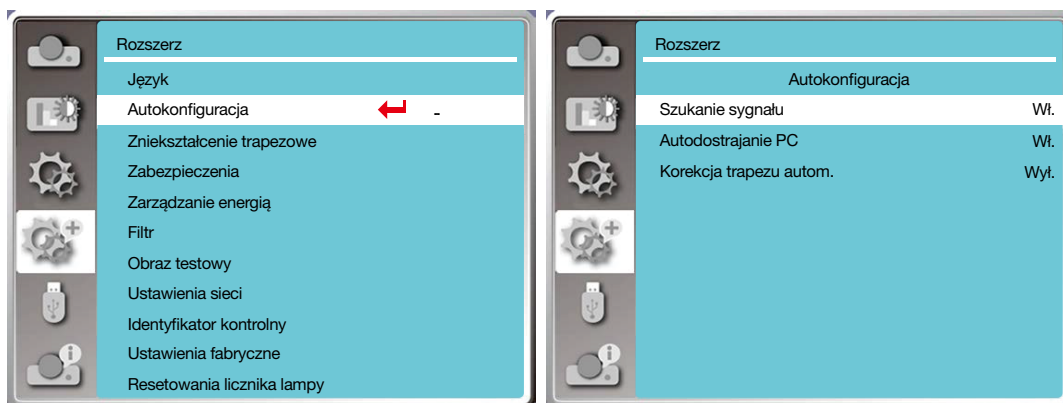 Rozszerz
Język
Autokonfiguracja -
Zniekształcenie trapezowe
Zabezpieczenia
Zarządzanie energią
Filtr
Obraz testowy
Ustawienia sieci
Identyfikator kontrolny
Ustawienia fabryczne
Resetowania licznika lampy
Rozszerz
Autokonfiguracja
Szukanie sygnału Wł.
Autodostrajanie PC Wł.
Korekcja trapezu autom. Wył.